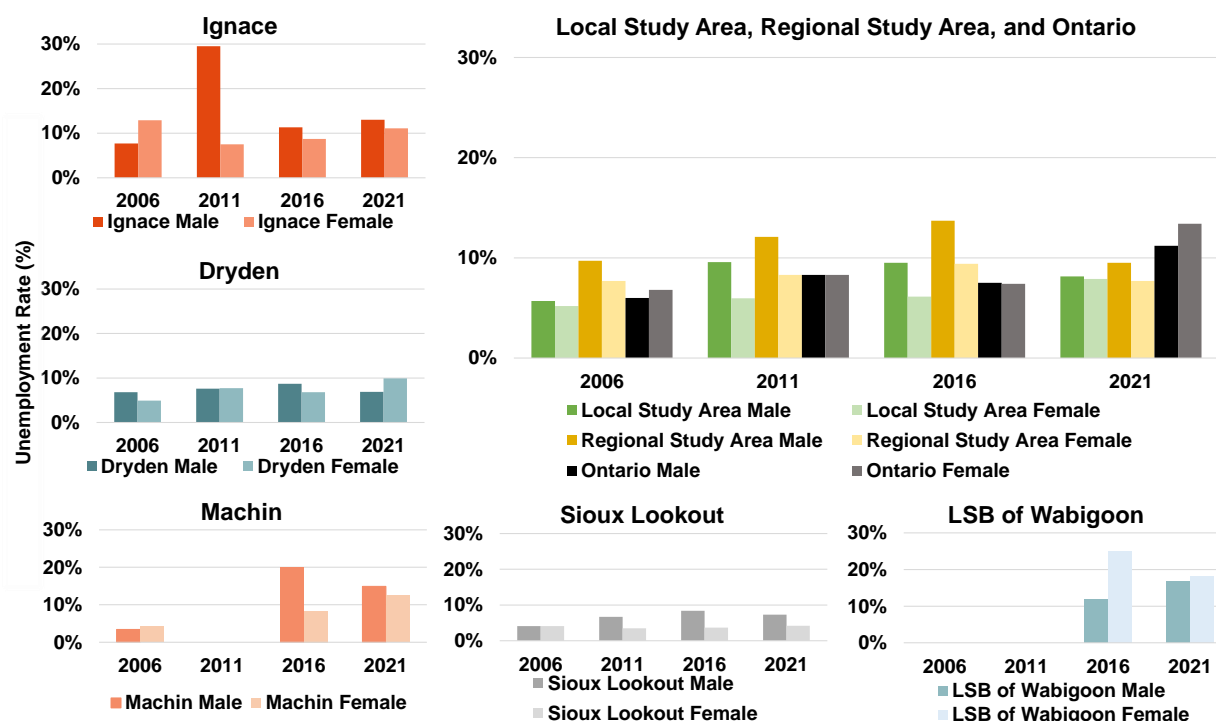 Unemployment Rate (%)
Ignace
30%
20%
10%
0%
2006 2011 2016 2021
Ignace Male Ignace Female
Local Study Area, Regional Study Area, and Ontario
30%
20%
10%
0%
2006 2011 2016 2021
Local Study Area Male Local Study Area Female
Regional Study Area Male Regional Study Area Female
Ontario Male Ontario Female
Dryden
30%
20%
10%
0%
2006 2011 2016 2021
Dryden Male Dryden Female
Machin
30%
20%
10%
0%
2006 2011 2016 2021
Machin Male Machin Female
Sioux Lookout
30%
20%
10%
0%
2006 2011 2016 2021
Sioux Lookout Male
Sioux Lookout Female
LSB of Wabigoon
30%
20%
10%
0%
2006 2011 2016 2021
LSB of Wabigoon Male
LSB of Wabigoon Female